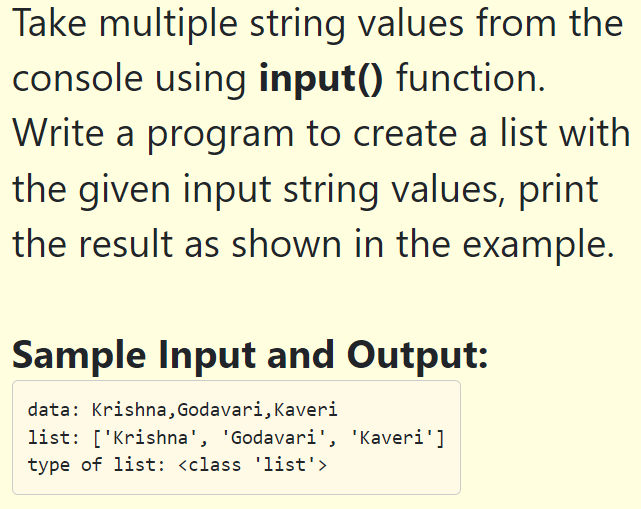 Take multiple string values from the
console using input() function.
Write a program to create a list with
the given input string values, print
the result as shown in the example.
Sample Input and Output:
data: Krishna,Godavari,Kaveri
list: ['Krishna', 'Godavari', 'Kaveri']
type of list: <class 'list'>